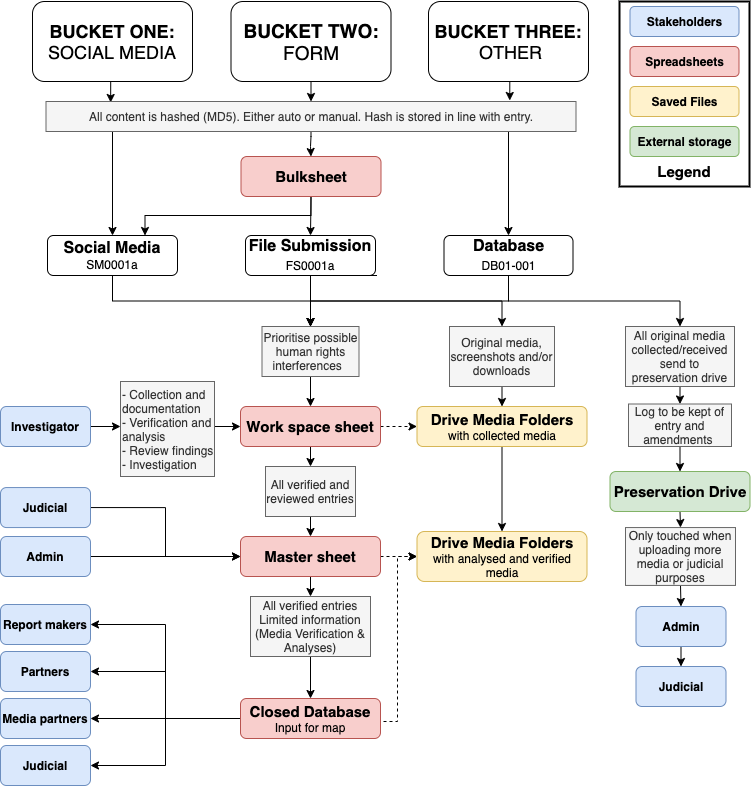 BUCKET ONE:
SOCIAL MEDIA
BUCKET TWO:
FORM
BUCKET THREE:
OTHER
Stakeholders
Spreadsheets
Saved Files
External storage
Legend
All content is hashed (MD5). Either auto or manual. Hash is stored in line with entry.
Bulksheet
Social Media
SM0001a
File Submission
FS0001a
Database
DB01-001
Prioritise possible
human rights
interferences
Original media,
screenshots and/or
downloads
All original media
collected/received
send to
preservation drive
Investigator
- Collection and
documentation
- Verification and
analysis
- Review findings
- Investigation
Work space sheet
Drive Media Folders
with collected media
Log to be kept of
entry and
amendments
All verified and
reviewed entries
Preservation Drive
Judicial
Admin
Master sheet
Drive Media Folders
with analysed and verified
media
Only touched when
uploading more
media or judicial
purposes
All verified entries
Limited information
(Media Verification &
Analyses)
Report makers
Partners
Media partners
Judicial
Closed Database
Input for map
Admin
Judicial